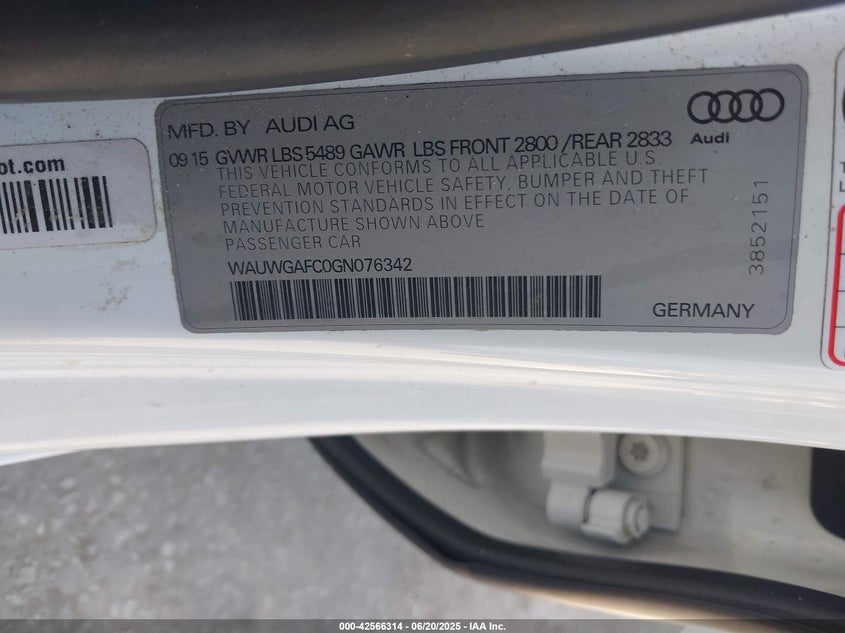 ot.com
MFD. BY AUDI AG
Audi
09 15 GVWR LBS 5489 GAWR LBS FRONT 2800 /REAR 2833
THIS VEHICLE CONFORMS TO ALL APPLICABLE U.S.
FEDERAL MOTOR VEHICLE SAFETY, BUMPER AND THEFT
PREVENTION STANDARDS IN EFFECT ON THE DATE OF
MANUFACTURE SHOWN ABOVE
PASSENGER CAR
WAUWGAFC0GN076342
GERMANY
3852151
T
L
000-42566314 / 06/20/2025 - IAA Inc.